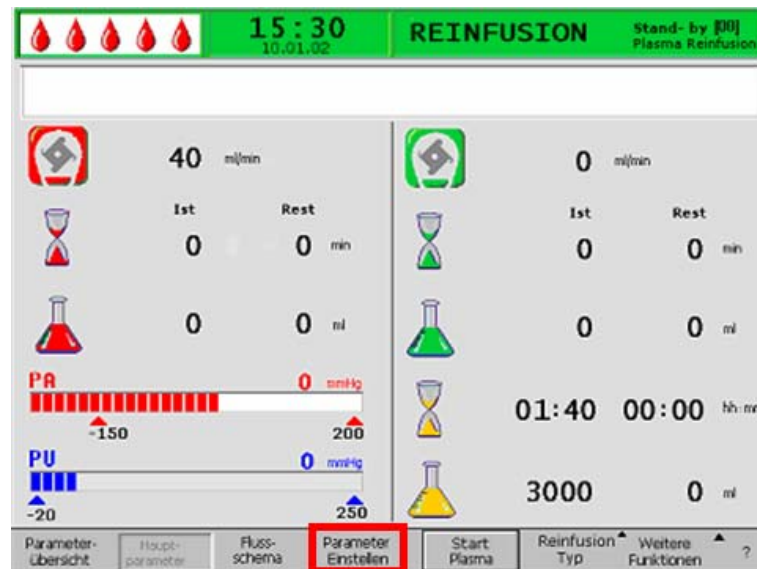 15:30
10.01.02
REINFUSION
Stand- by [00]
Plasma Reinfusion
40 ml/min
Ist Rest
0 0 min
0 0 ml
PA 0 mmHg
-150 200
PV 0 mmHg
-20 250
0 ml/min
Ist Rest
0 0 min
0 0 ml
01:40 00:00 hh:mm
3000 0 ml
Parameter-
übersicht
Haupt-
parameter
Fluss-
schema
Parameter
Einstellen
Start
Plasma
Reinfusion
Typ
Weitere
Funktionen
?